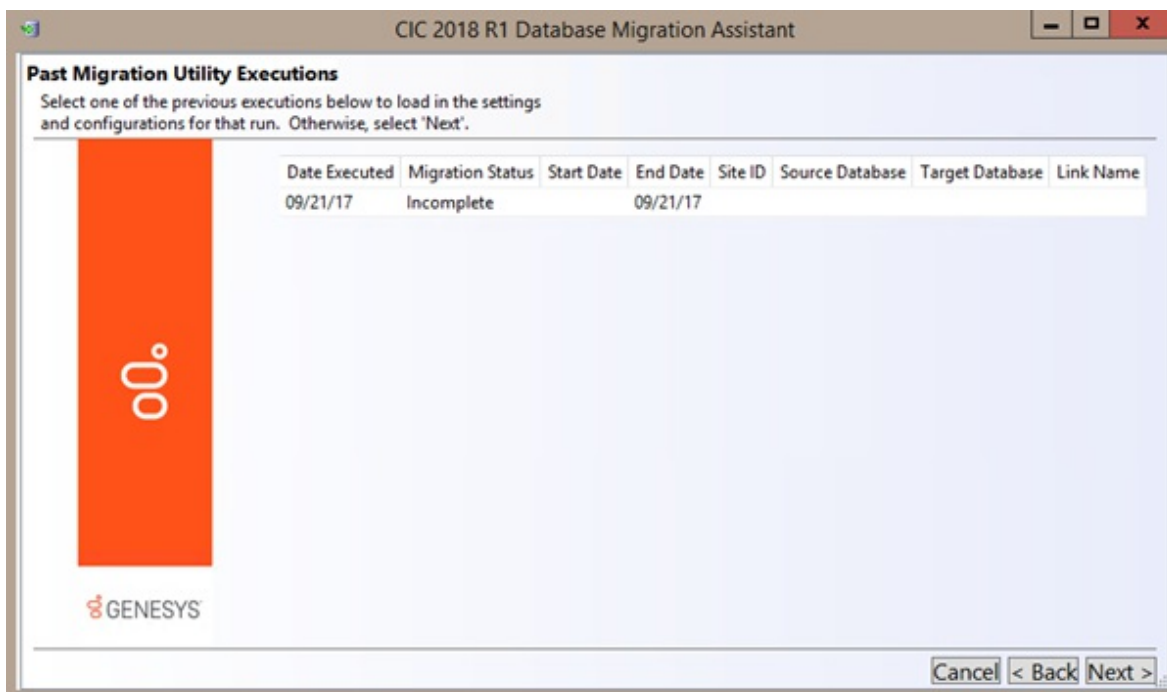 CIC 2018 R1 Database Migration Assistant
Past Migration Utility Executions
Select one of the previous executions below to load in the settings
and configurations for that run. Otherwise, select 'Next'.
Date Executed Migration Status Start Date End Date Site ID Source Database Target Database Link Name
09/21/17 Incomplete 09/21/17
GENESYS
Cancel < Back Next >